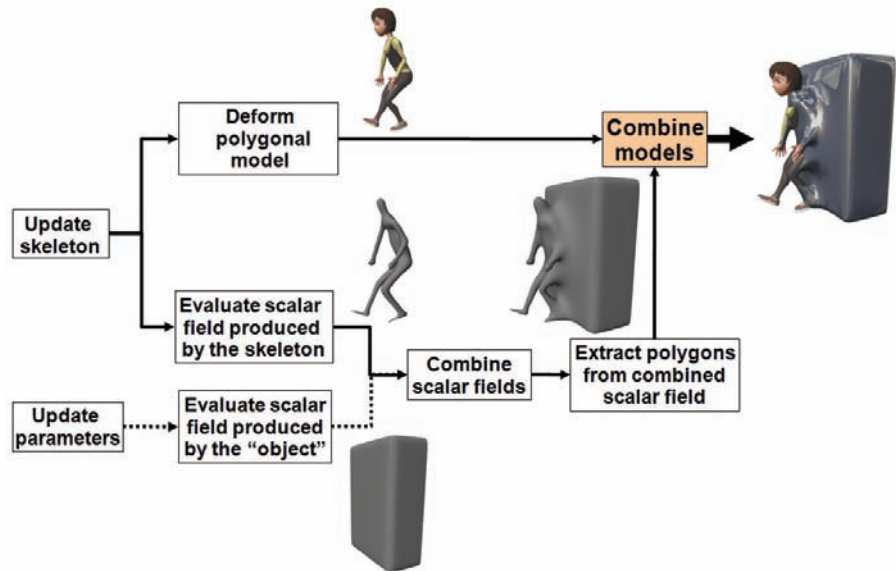 Deform
polygonal
model
Combine
models
Update
skeleton
Evaluate scalar
field produced
by the skeleton
Combine
scalar fields
Extract polygons
from combined
scalar field
Update
parameters
Evaluate scalar
field produced
by the “object”